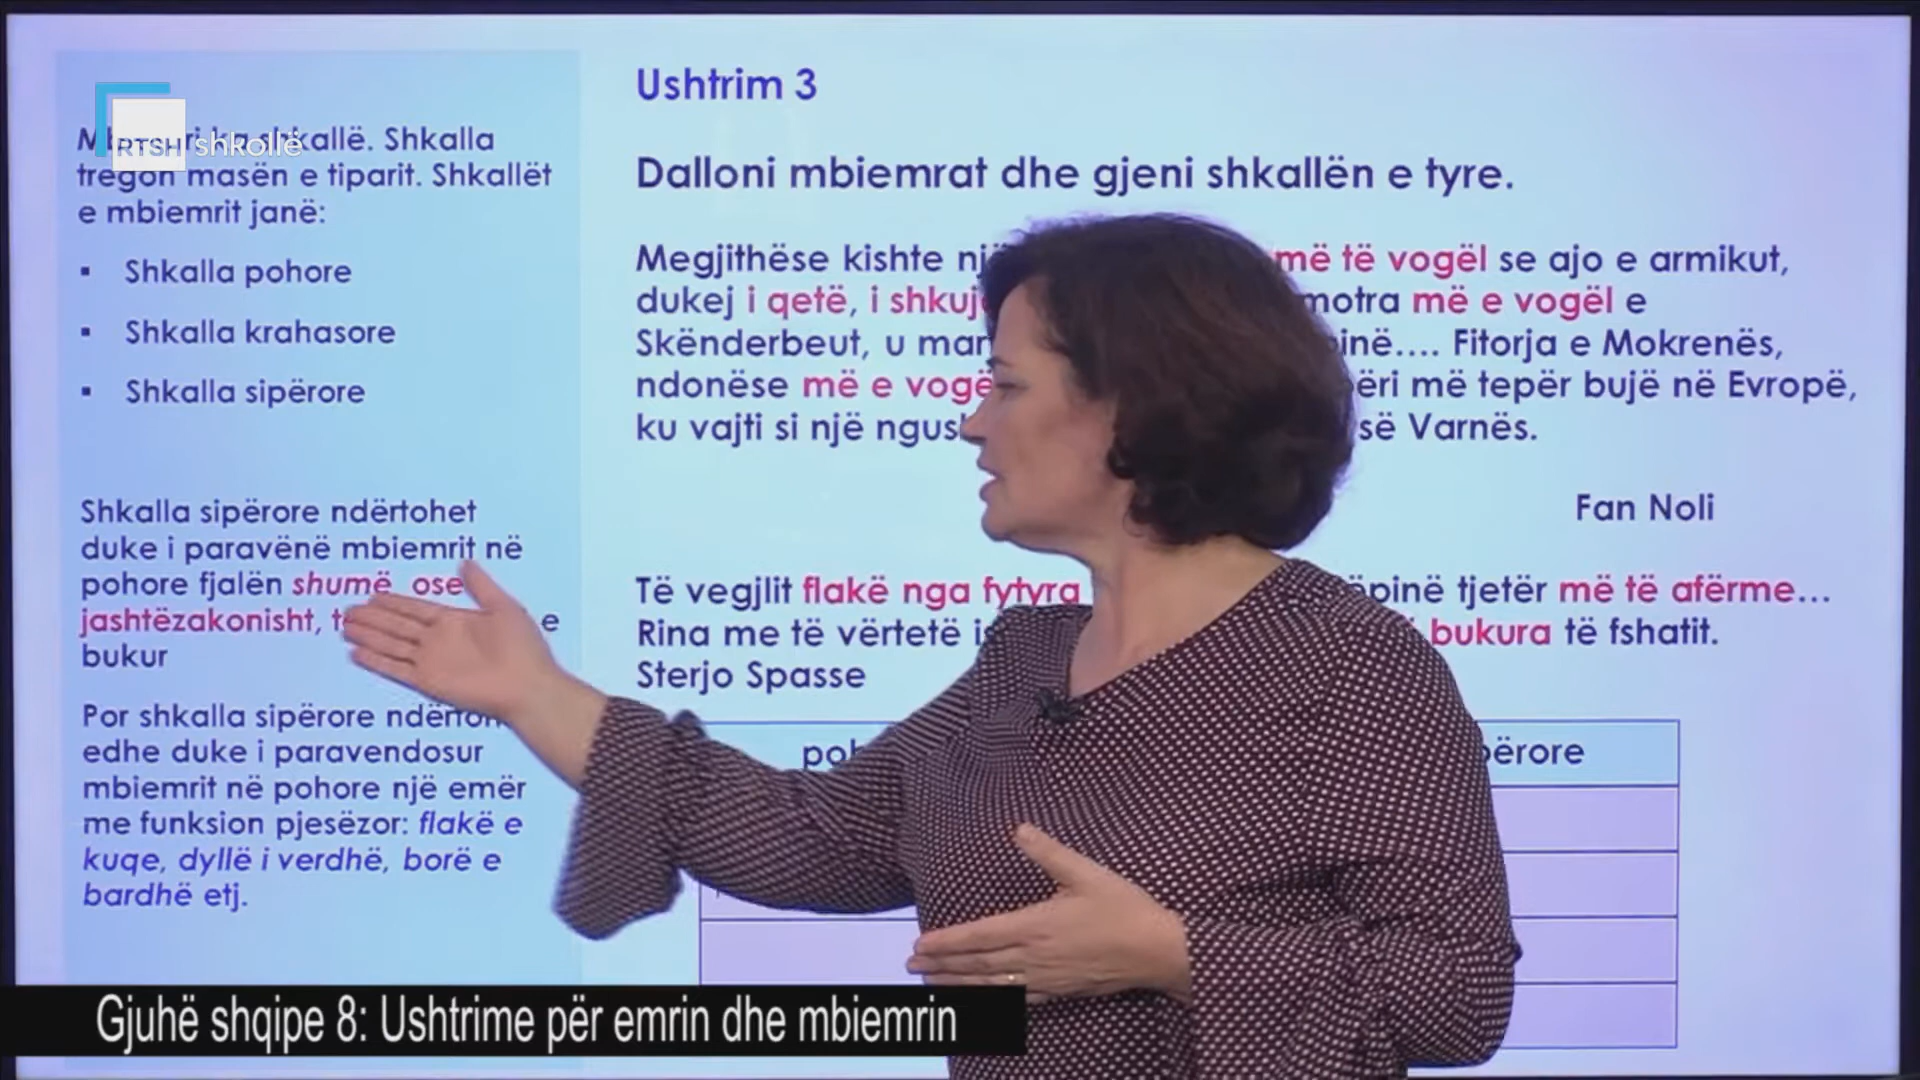 RTSH shkollë
ka shkallë. Shkalla
tregon masën e tiparit. Shkallët
e mbiemrit janë:
▪ Shkalla pohore
▪ Shkalla krahasore
▪ Shkalla sipërore
Shkalla sipërore ndërtohet
duke i paravënë mbiemrit në
pohore fjalën shumë, ose
jashtëzakonisht, e
bukur
Por shkalla sipërore
edhe duke i paravendosur
mbiemrit në pohore një emër
me funksion pjesëzor: flakë e
kuqe, dyllë i verdhë, borë e
bardhë etj.
Ushtrim 3
Dalloni mbiemrat dhe gjeni shkallën e tyre.
Megjithëse kishte më të vogël se ajo e armikut,
dukej i qetë, motra më e vogël e
Skënderbeut, u Fitorja e Mokrenës,
ndonëse më e më tepër bujë në Evropë,
ku vajti si një së Varnës.
Fan Noli
Të vegjlit flakë nga fytyra tjetër më të afërme...
Rina me të vërtetë bukura të fshatit.
Sterjo Spasse
Gjuhë shqipe 8: Ushtrime për emrin dhe mbiemrin